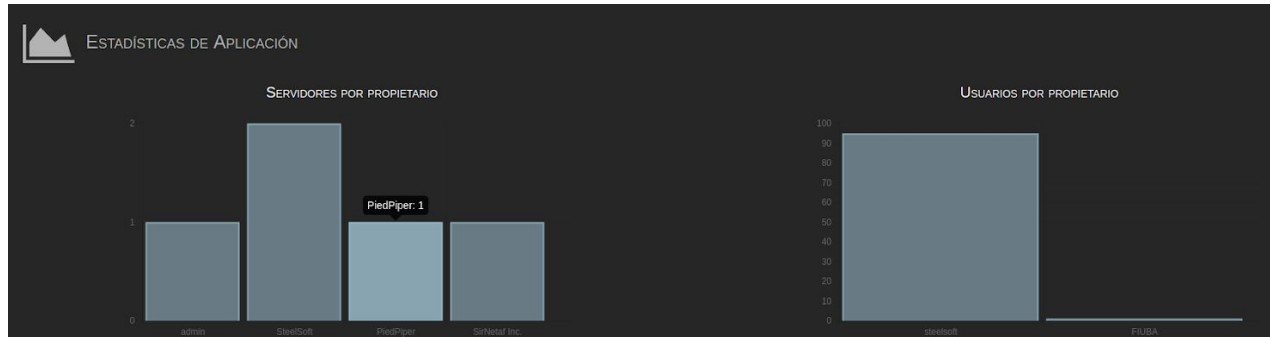 Estadísticas de Aplicación
Servidores por propietario
2
1
0
PiedPiper: 1
admin SteelSoft PiedPiper SirNetaf Inc.
Usuarios por propietario
100
90
80
70
60
50
40
30
20
10
0
steelsoft FIUBA